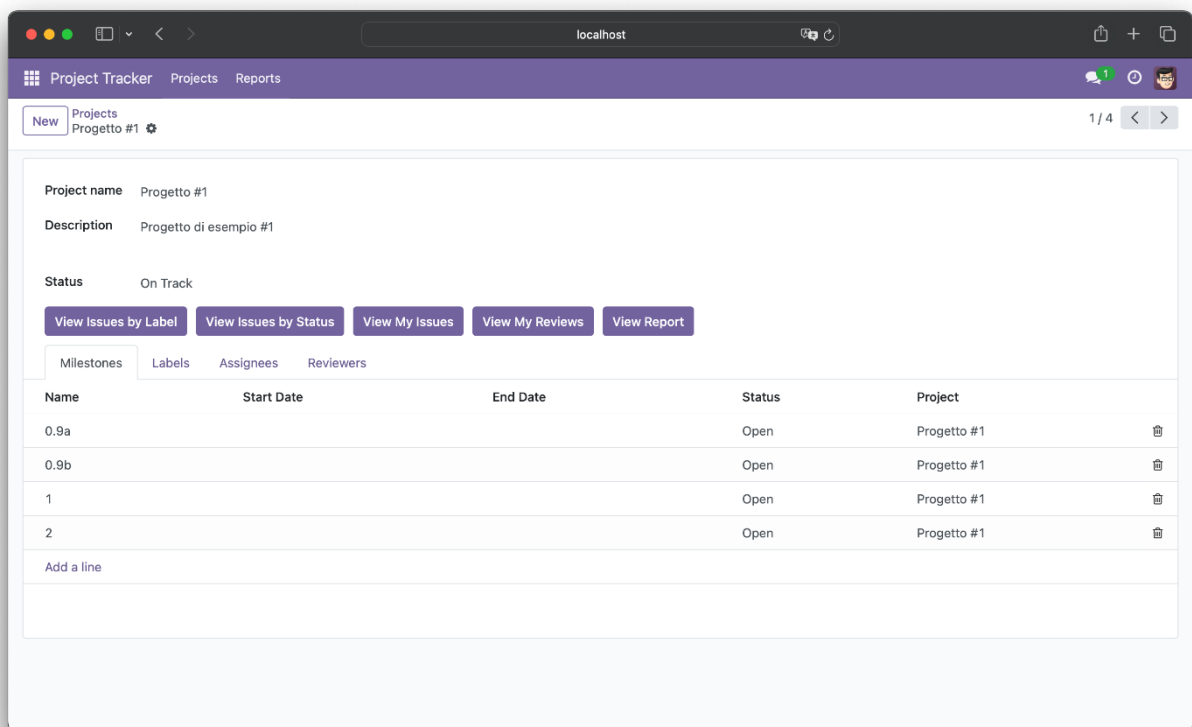 localhost
Project Tracker Projects Reports 1
New Projects
Progetto #1 1 / 4
Project name Progetto #1
Description Progetto di esempio #1
Status On Track
View Issues by Label View Issues by Status View My Issues View My Reviews View Report
Milestones Labels Assignees Reviewers
Name Start Date End Date Status Project
0.9a Open Progetto #1
0.9b Open Progetto #1
1 Open Progetto #1
2 Open Progetto #1
Add a line